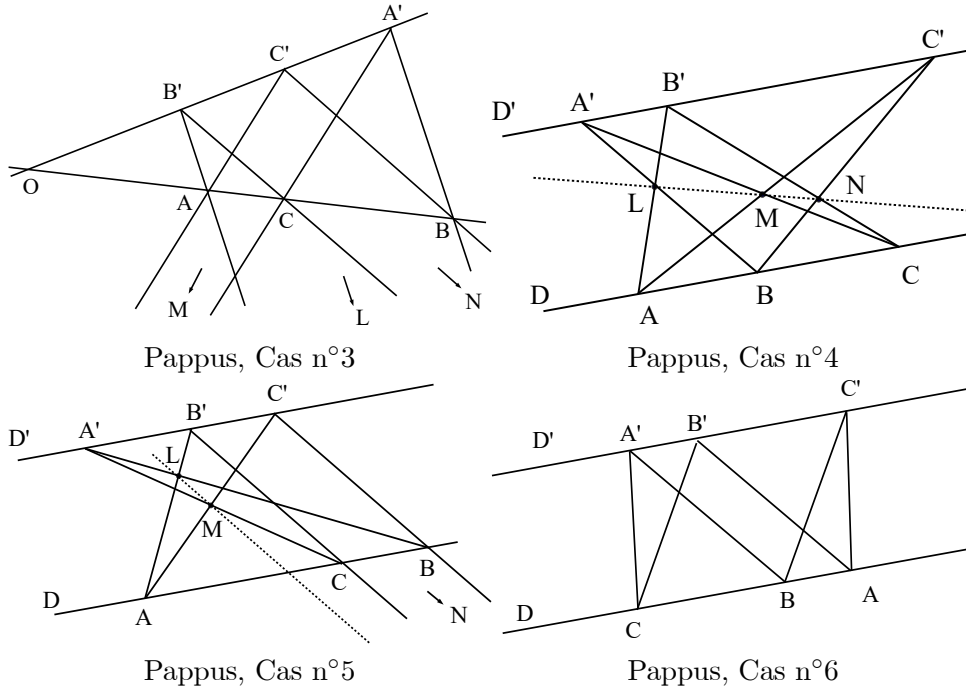 A'
C'
B'
O
A
C
B
M
L
N
Pappus, Cas n°3
C'
B'
A'
D'
L
M
N
D
A
B
C
Pappus, Cas n°4
C'
B'
A'
D'
L
M
D
A
C
B
N
Pappus, Cas n°5
C'
B'
A'
D'
D
C
B
A
Pappus, Cas n°6